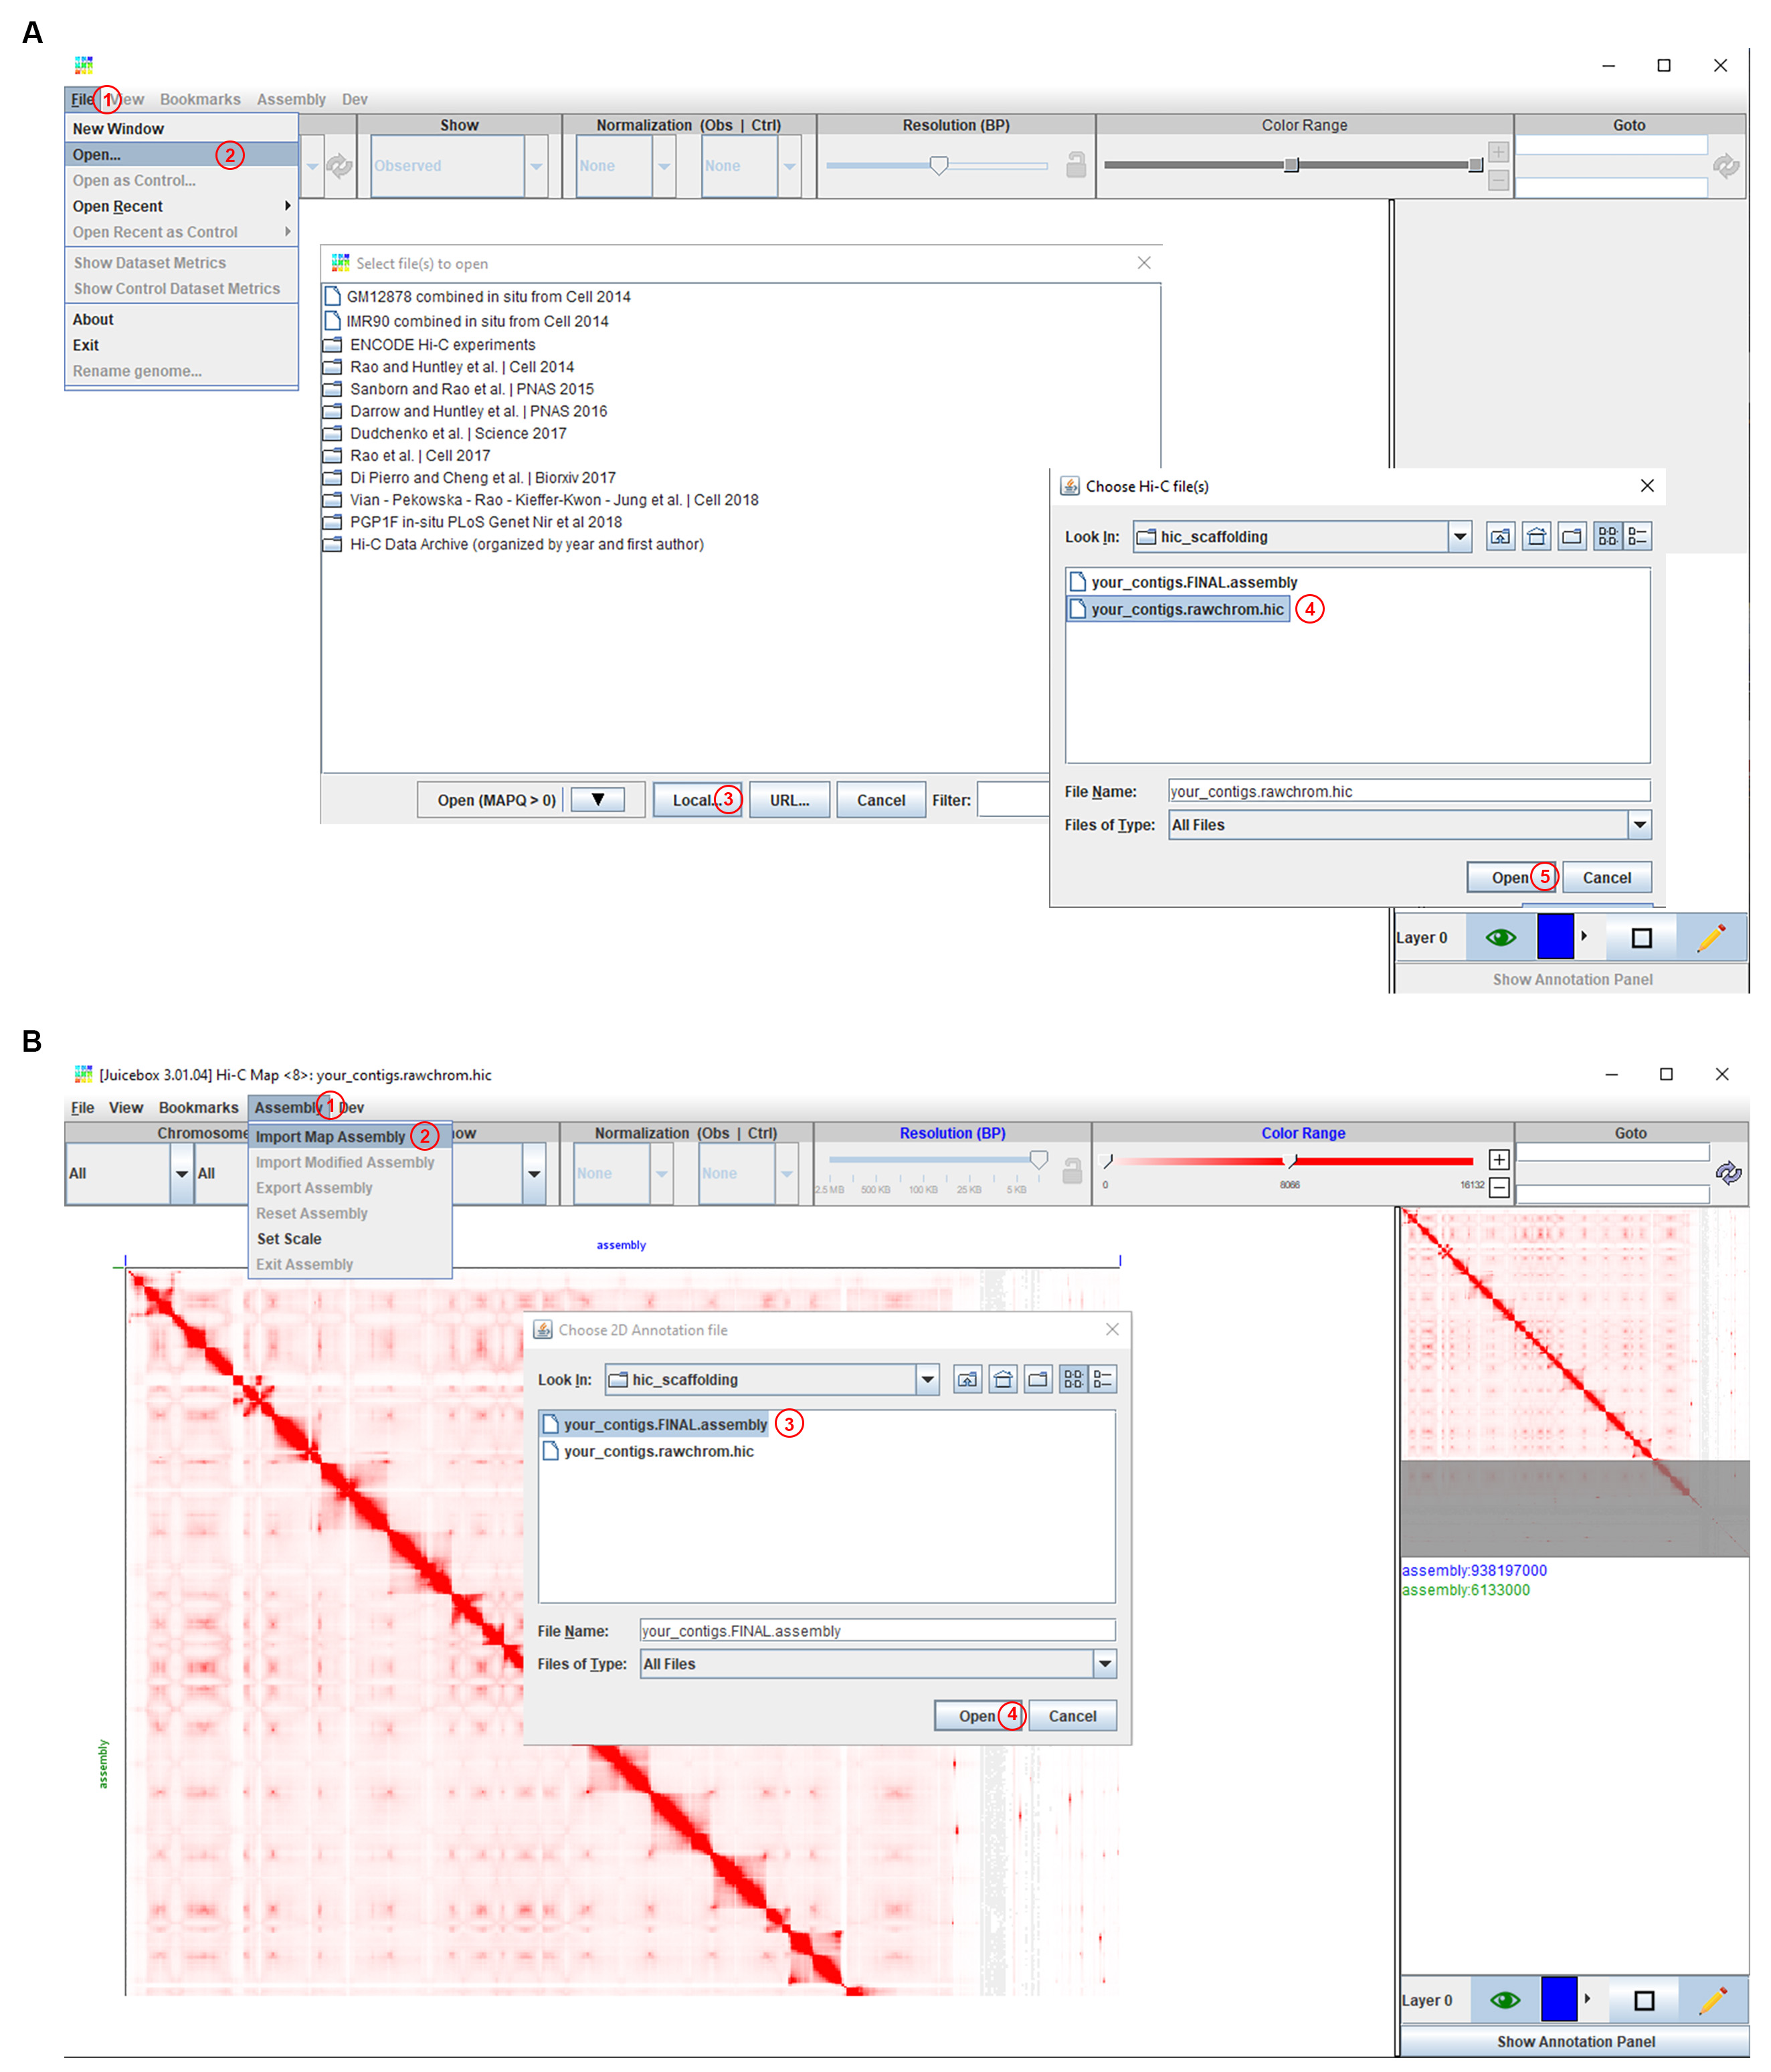 A
File 1 View Bookmarks Assembly Dev
New Window
Open... 2
Open as Control...
Open Recent
Open Recent as Control
Show Dataset Metrics
Show Control Dataset Metrics
About
Exit
Rename genome...
Show Normalization (Obs | Ctrl) Resolution (BP) Color Range Goto
Observed None None + −
Select file(s) to open
GM12878 combined in situ from Cell 2014
IMR90 combined in situ from Cell 2014
ENCODE Hi-C experiments
Rao and Huntley et al. | Cell 2014
Sanborn and Rao et al. | PNAS 2015
Darrow and Huntley et al. | PNAS 2016
Dudchenko et al. | Science 2017
Rao et al. | Cell 2017
Di Pierro and Cheng et al. | Biorxiv 2017
Vian - Pekowska - Rao - Kieffer-Kwon - Jung et al. | Cell 2018
PGP1F in-situ PLoS Genet Nir et al 2018
Hi-C Data Archive (organized by year and first author)
Open (MAPQ > 0) Local... 3 URL... Cancel Filter:
Choose Hi-C file(s)
Look In: hic_scaffolding
your_contigs.FINAL.assembly
your_contigs.rawchrom.hic 4
File Name: your_contigs.rawchrom.hic
Files of Type: All Files
Open 5 Cancel
Layer 0
Show Annotation Panel
B
[Juicebox 3.01.04] Hi-C Map <8>: your_contigs.rawchrom.hic
File View Bookmarks Assembly 1 Dev
Import Map Assembly 2
Import Modified Assembly
Export Assembly
Reset Assembly
Set Scale
Exit Assembly
Chromosome ow Normalization (Obs | Ctrl) Resolution (BP) Color Range Goto
All All None None + −
2.5 MB 500 KB 100 KB 25 KB 5 KB 0 8066 16132
assembly
assembly
Choose 2D Annotation file
Look In: hic_scaffolding
your_contigs.FINAL.assembly 3
your_contigs.rawchrom.hic
File Name: your_contigs.FINAL.assembly
Files of Type: All Files
Open 4 Cancel
assembly:938197000
assembly:6133000
Layer 0
Show Annotation Panel